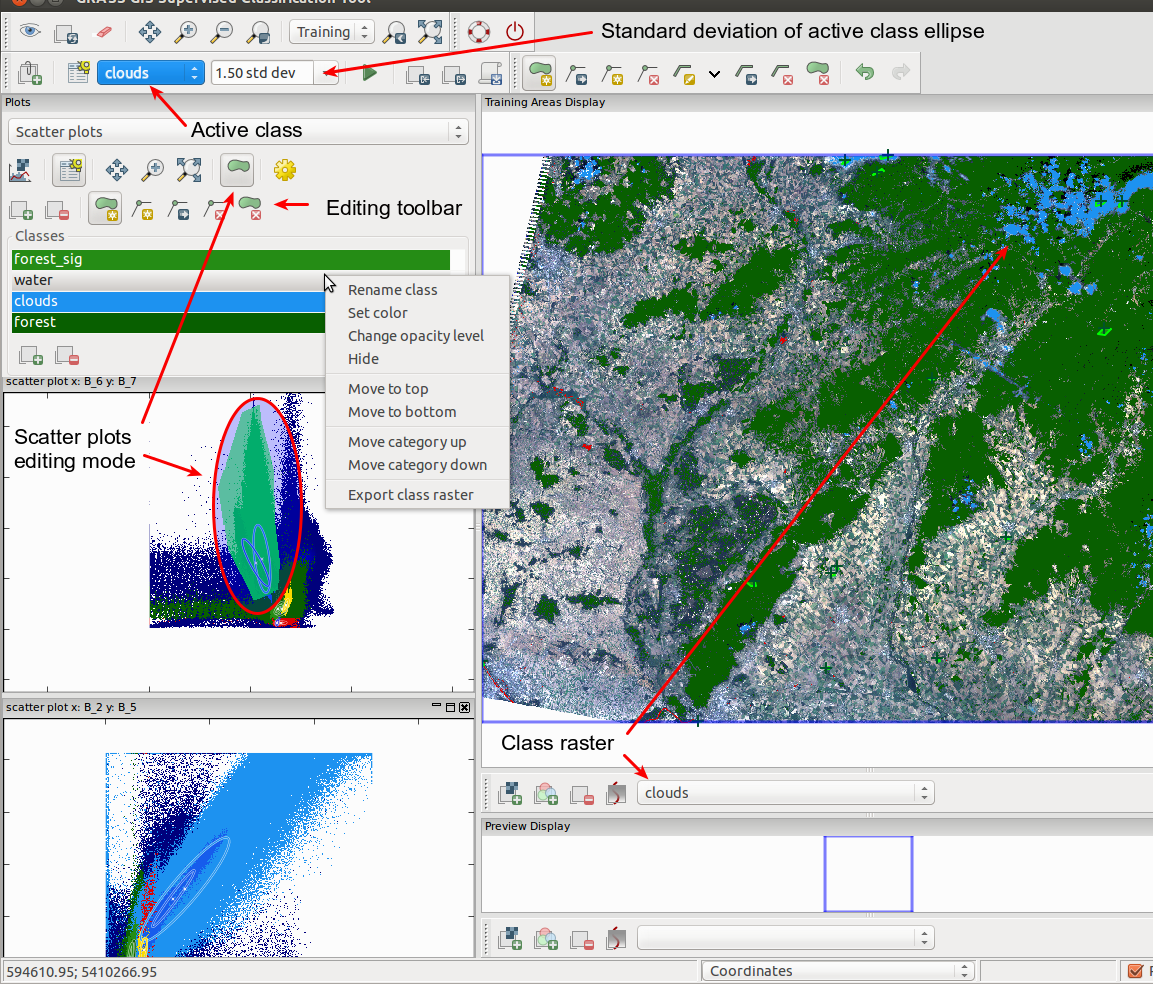 GRASS GIS Supervised Classification Tool
Training
Standard deviation of active class ellipse
clouds
1.50 std dev
Plots
Training Areas Display
Active class
Scatter plots
Editing toolbar
Classes
forest_sig
water
clouds
forest
Rename class
Set color
Change opacity level
Hide
Move to top
Move to bottom
Move category up
Move category down
Export class raster
scatter plot x: B_6 y: B_7
Scatter plots
editing mode
scatter plot x: B_2 y: B_5
Class raster
clouds
Preview Display
594610.95; 5410266.95
Coordinates